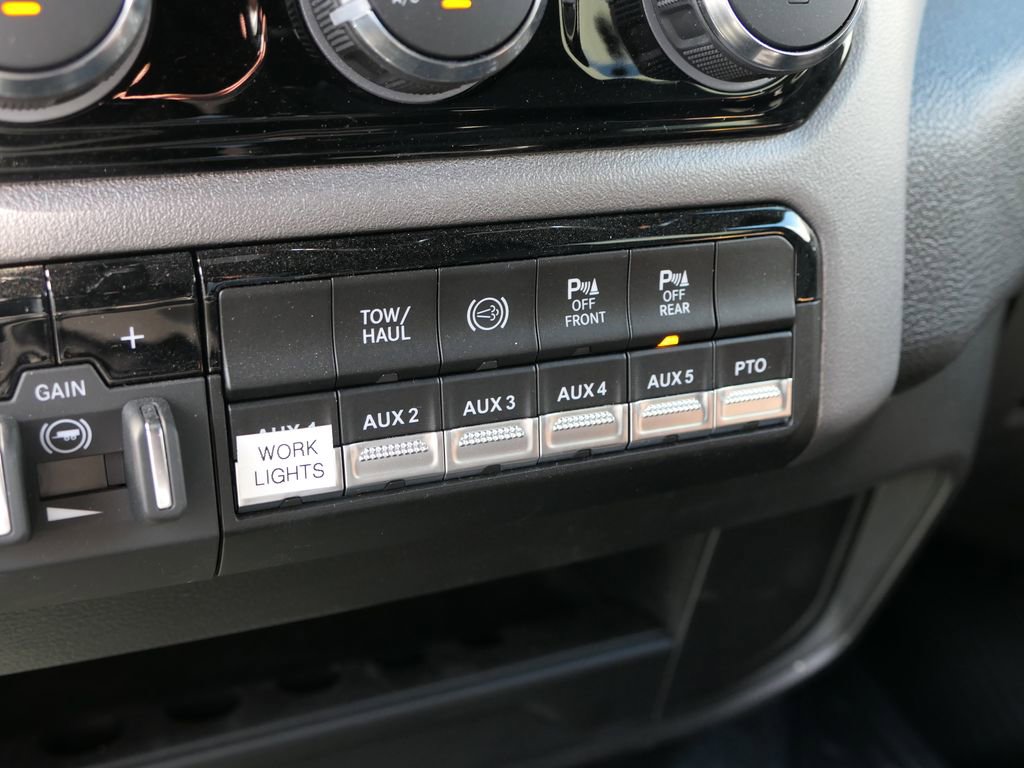 A/C
TOW/
HAUL
P
OFF
FRONT
P
OFF
REAR
+
GAIN
AUX 2
AUX 3
AUX 4
AUX 5
PTO
WORK
LIGHTS